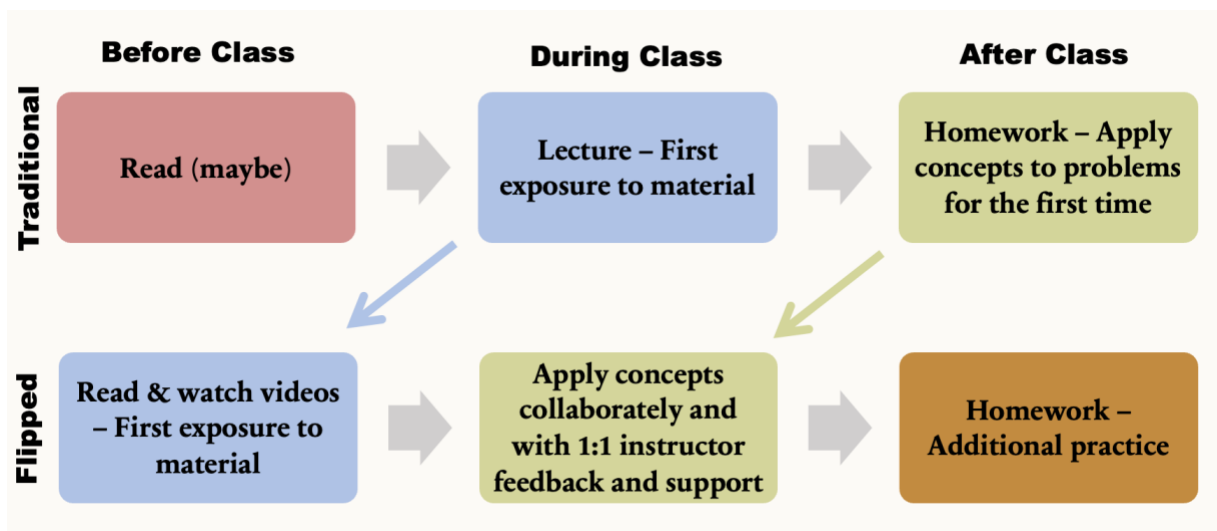 Before Class
During Class
After Class
Traditional
Read (maybe)
Lecture – First
exposure to material
Homework – Apply
concepts to problems
for the first time
Flipped
Read & watch videos
– First exposure to
material
Apply concepts
collaborately and
with 1:1 instructor
feedback and support
Homework –
Additional practice